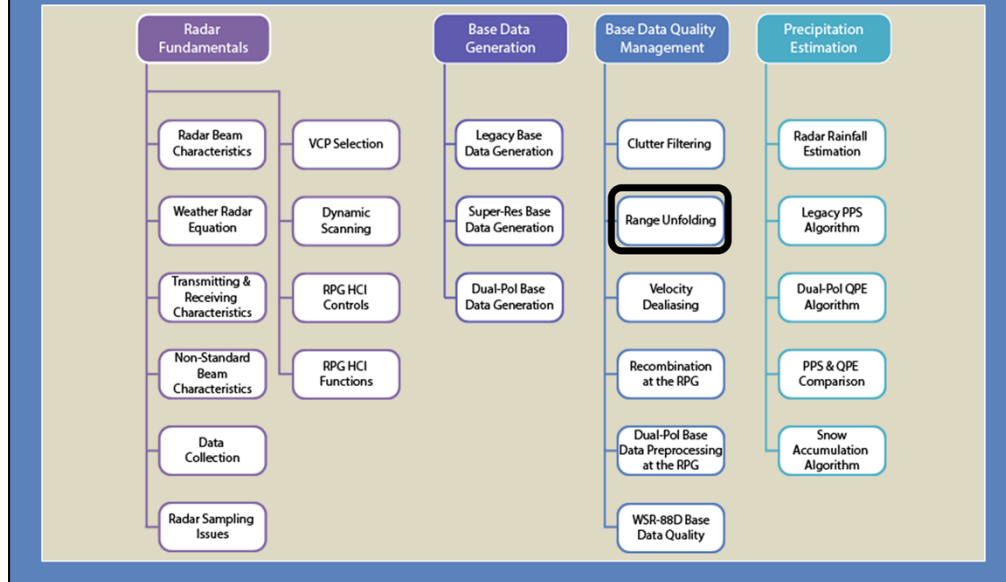 Radar
Fundamentals
Radar Beam
Characteristics
Weather Radar
Equation
Transmitting &
Receiving
Characteristics
Non-Standard
Beam
Characteristics
Data
Collection
Radar Sampling
Issues
VCP Selection
Dynamic
Scanning
RPG HCI
Controls
RPG HCI
Functions
Base Data
Generation
Legacy Base
Data Generation
Super-Res Base
Data Generation
Dual-Pol Base
Data Generation
Base Data Quality
Management
Clutter Filtering
Range Unfolding
Velocity
Dealiasing
Recombination
at the RPG
Dual-Pol Base
Data Preprocessing
at the RPG
WSR-88D Base
Data Quality
Precipitation
Estimation
Radar Rainfall
Estimation
Legacy PPS
Algorithm
Dual-Pol QPE
Algorithm
PPS & QPE
Comparison
Snow
Accumulation
Algorithm